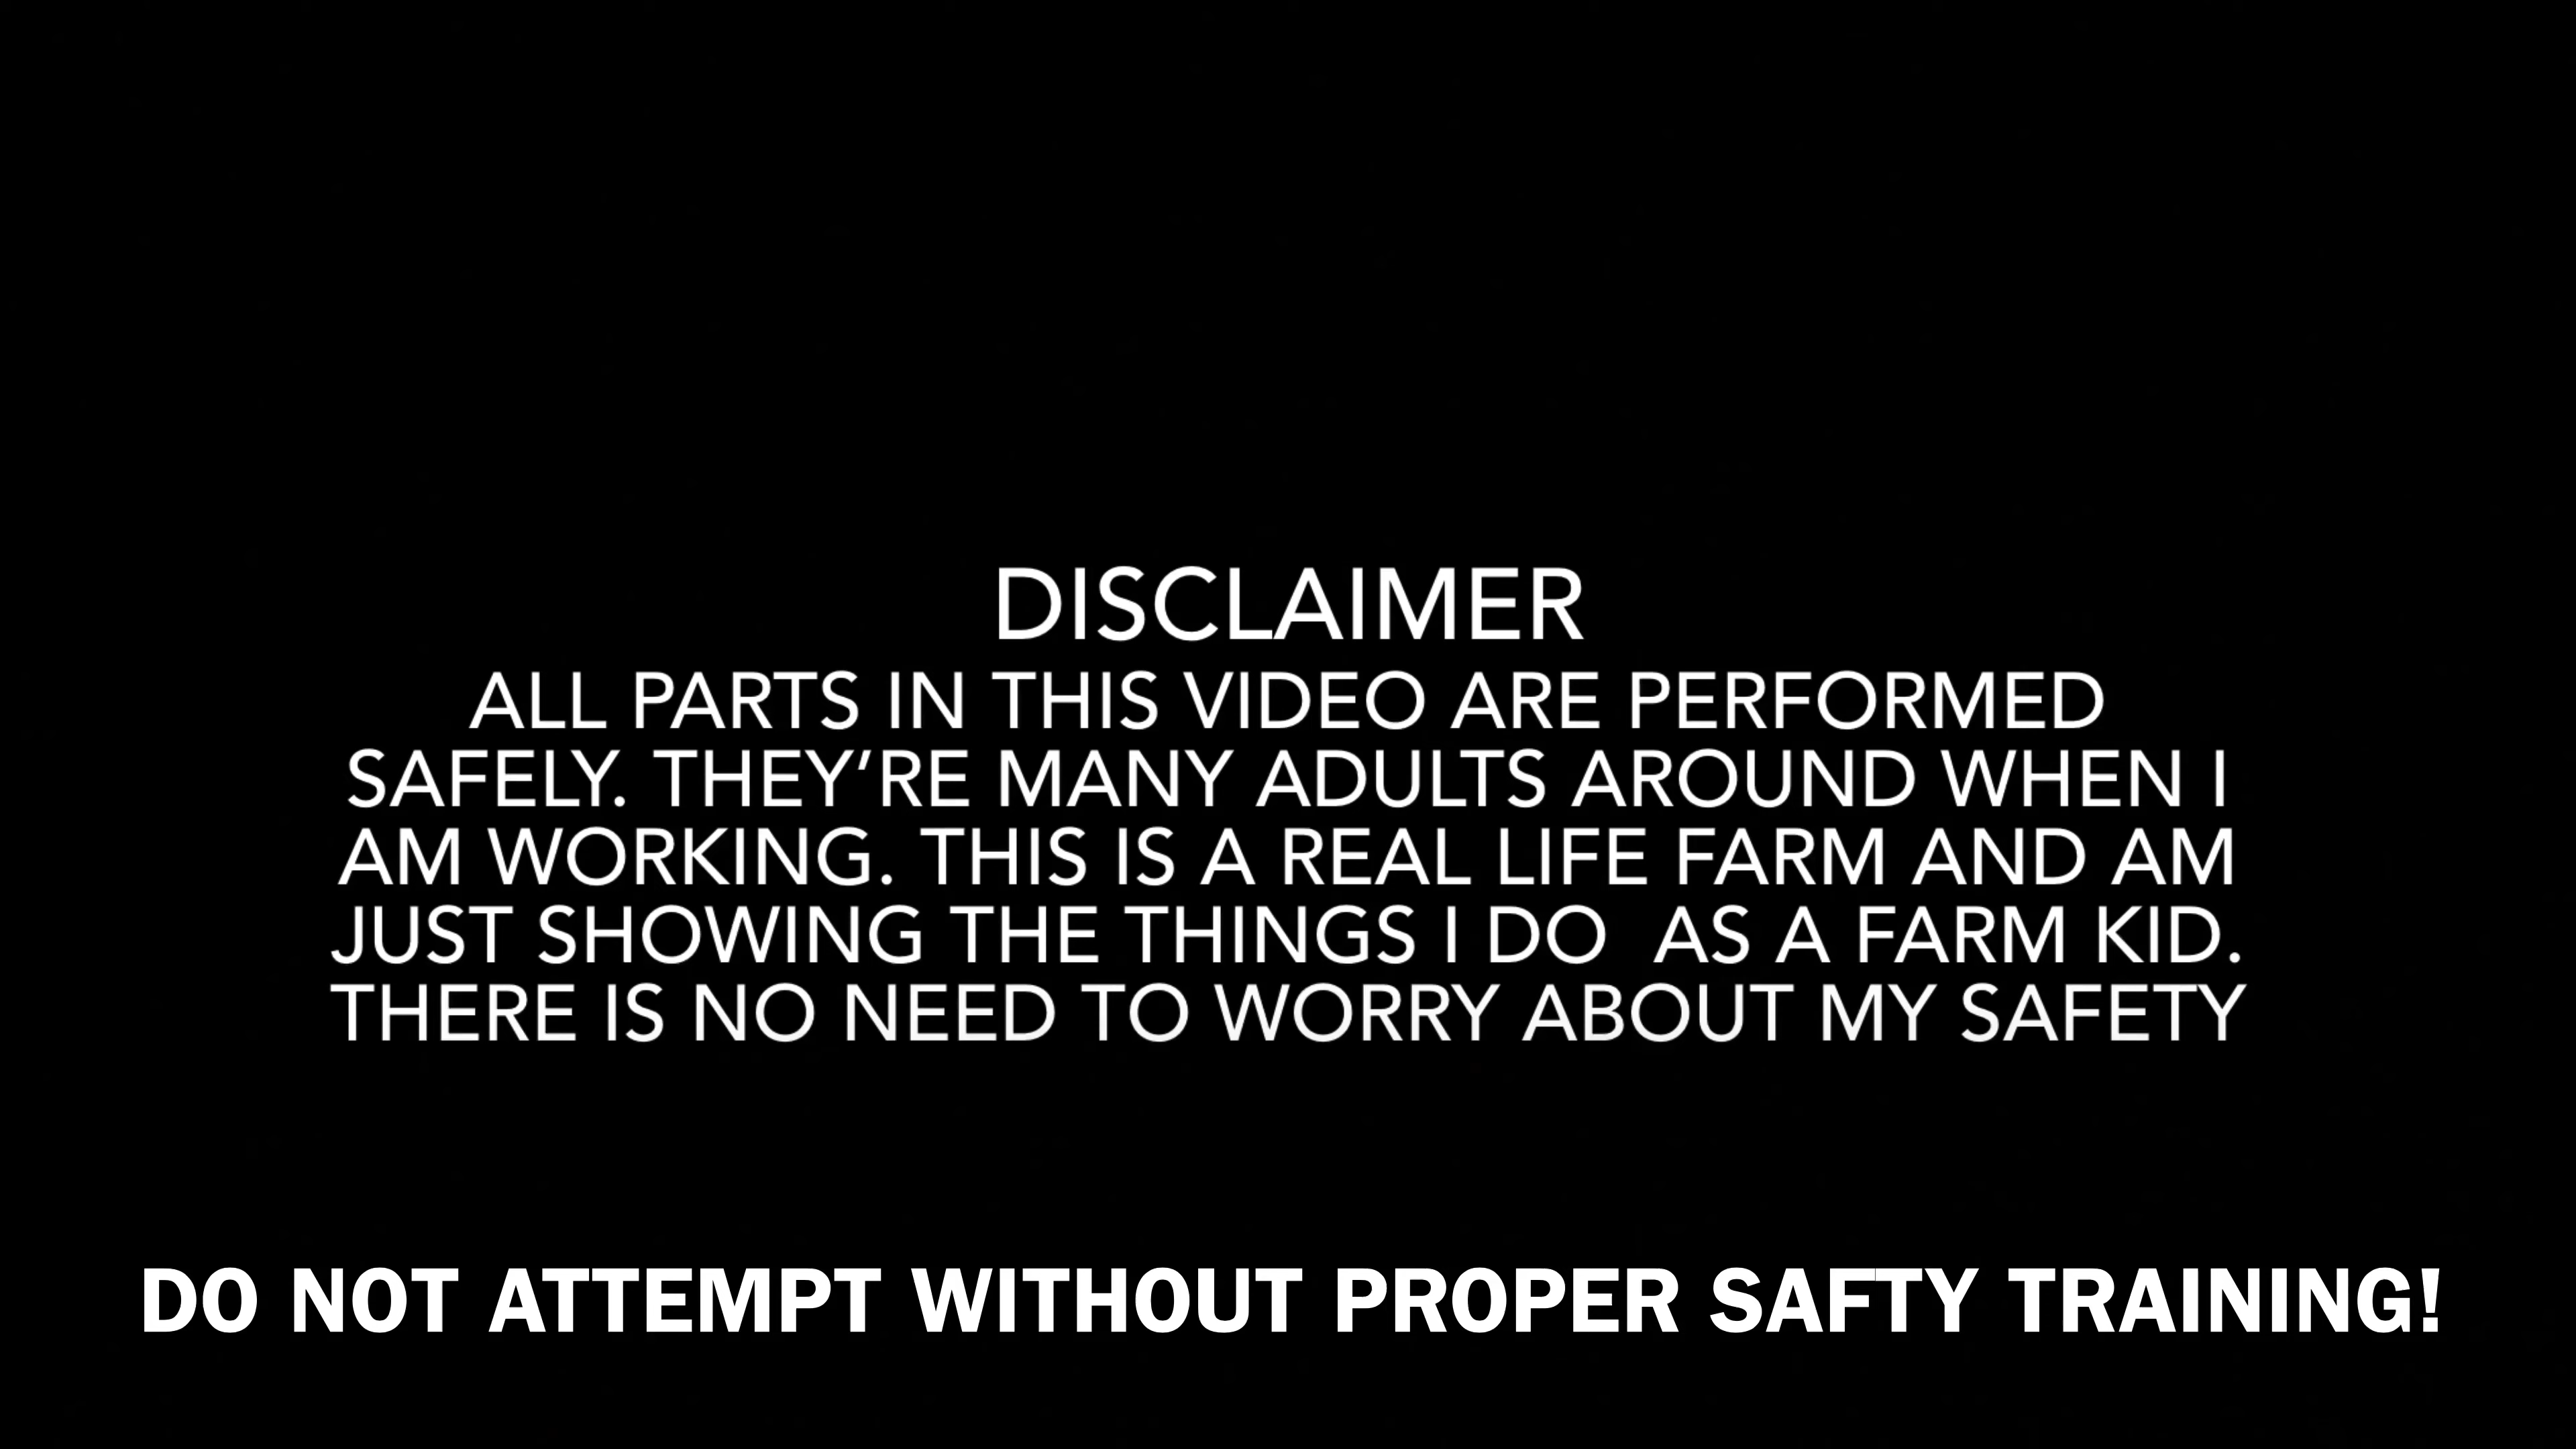 DISCLAIMER
ALL PARTS IN THIS VIDEO ARE PERFORMED
SAFELY. THEY’RE MANY ADULTS AROUND WHEN I
AM WORKING. THIS IS A REAL LIFE FARM AND AM
JUST SHOWING THE THINGS I DO  AS A FARM KID.
THERE IS NO NEED TO WORRY ABOUT MY SAFETY
DO NOT ATTEMPT WITHOUT PROPER SAFTY TRAINING!